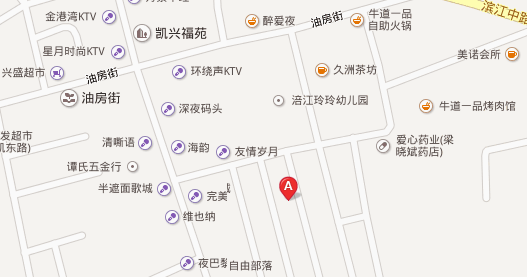 金港湾KTV
醉爱夜
油房街
牛道一品
自助火锅
滨江中路
凯兴福苑
星月时尚KTV
美诺会所
兴盛超市
油房街
环绕声KTV
久洲茶坊
油房街
涪江玲玲幼儿园
深夜码头
牛道一品烤肉馆
发超市
清嘶语
海韵
友情岁月
爱心药业(梁
晓斌药店)
谭氏五金行
半遮面歌城
完美
维也纳
A
夜巴黎
自由部落